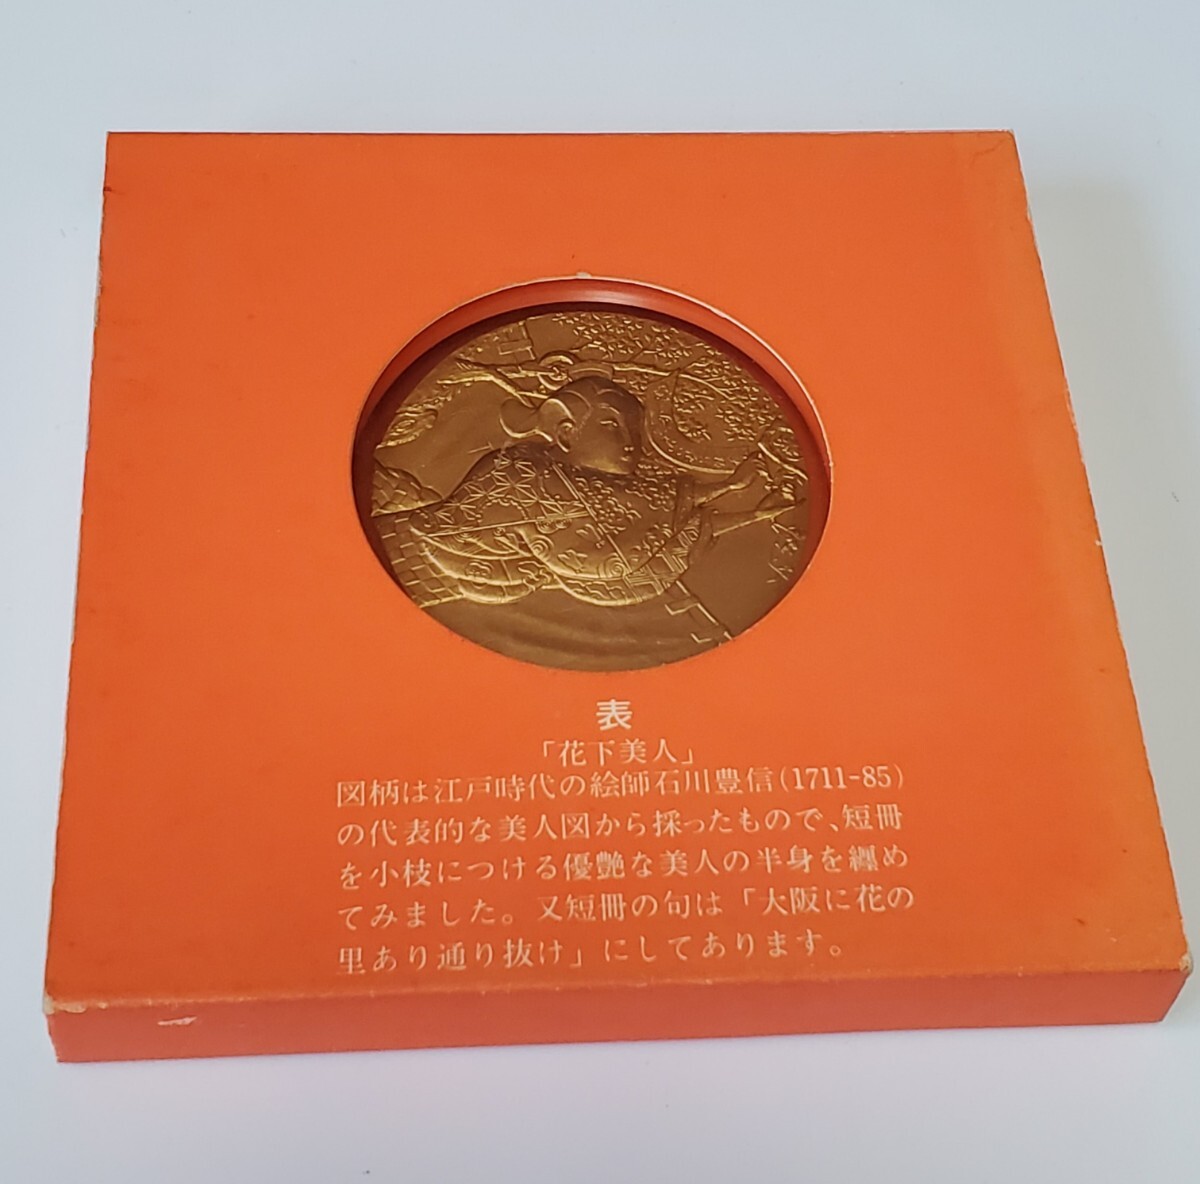 表
「花下美人」
図柄は江戸時代の絵師石川豊信(1711-85)
の代表的な美人図から採ったもので、短冊
を小枝につける優艶な美人の半身を纏め
てみました。又短冊の句は「大阪に花の
里あり通り抜け」にしてあります。